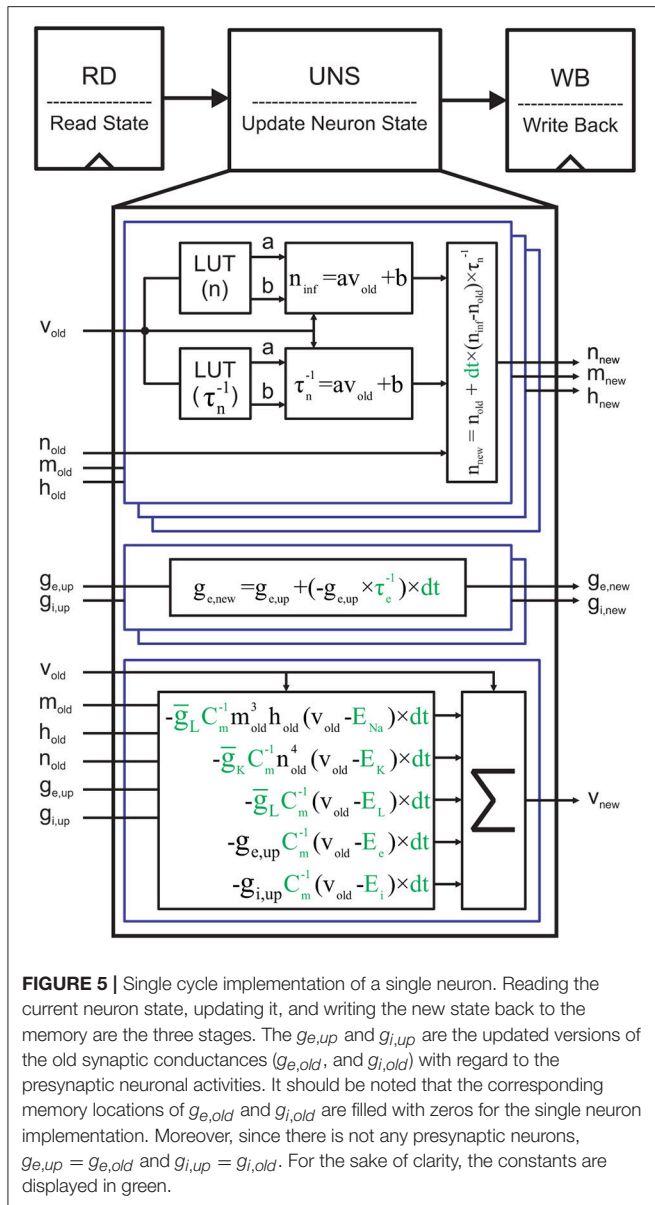 RD
Read State
UNS
Update Neuron State
WB
Write Back
LUT
(n)
a
b
n_inf =av_old +b
v_old
LUT
(τ_n^-1)
a
b
τ_n^-1 =av_old +b
n_new = n_old + dt×(n_inf-n_old)×τ_n^-1
n_old
m_old
h_old
n_new
m_new
h_new
g_e,up
g_i,up
g_e,new =g_e,up +(-g_e,up ×τ_e^-1)×dt
g_e,new
g_i,new
v_old
m_old
h_old
n_old
g_e,up
g_i,up
-g̅_L C_m^-1 m_old^3 h_old (v_old -E_Na)×dt
-g̅_K C_m^-1 n_old^4 (v_old -E_K)×dt
-g̅_L C_m^-1 (v_old -E_L)×dt
-g_e,up C_m^-1 (v_old -E_e)×dt
-g_i,up C_m^-1 (v_old -E_i)×dt
Σ
v_new
FIGURE 5 | Single cycle implementation of a single neuron. Reading the
current neuron state, updating it, and writing the new state back to the
memory are the three stages. The g_e,up and g_i,up are the updated versions of
the old synaptic conductances (g_e,old, and g_i,old) with regard to the
presynaptic neuronal activities. It should be noted that the corresponding
memory locations of g_e,old and g_i,old are filled with zeros for the single neuron
implementation. Moreover, since there is not any presynaptic neurons,
g_e,up = g_e,old and g_i,up = g_i,old. For the sake of clarity, the constants are
displayed in green.